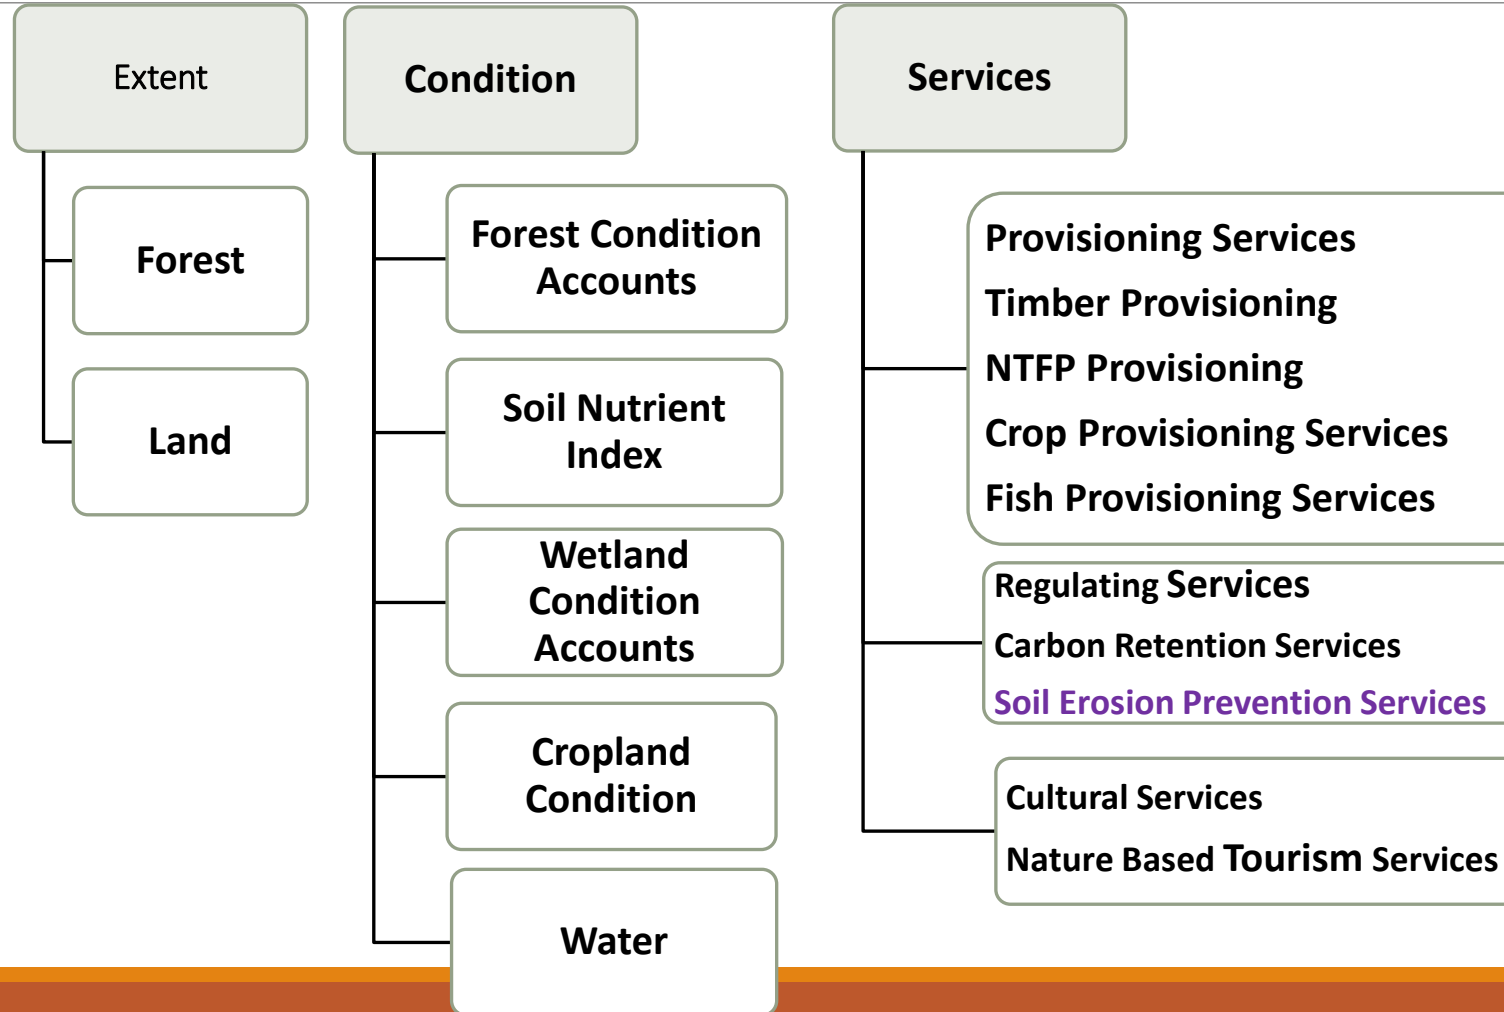 Extent
Forest
Land
Condition
Forest Condition
Accounts
Soil Nutrient
Index
Wetland
Condition
Accounts
Cropland
Condition
Water
Services
Provisioning Services
Timber Provisioning
NTFP Provisioning
Crop Provisioning Services
Fish Provisioning Services
Regulating Services
Carbon Retention Services
Soil Erosion Prevention Services
Cultural Services
Nature Based Tourism Services